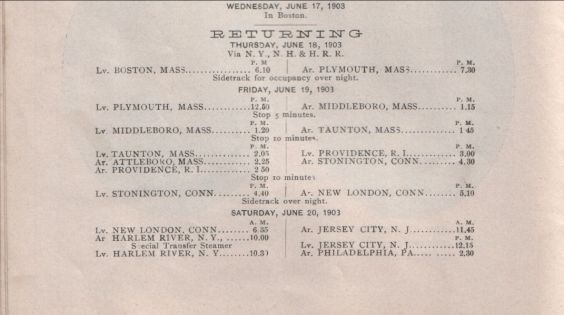 WEDNESDAY, JUNE 17, 1903
In Boston.
RETURNING
THURSDAY, JUNE 18, 1903
Via N. Y., N. H. & H. R. R.
P. M. P. M.
Lv. BOSTON, MASS............... 6.10 Ar. PLYMOUTH, MASS........... 7.30
Sidetrack for occupancy over night.
FRIDAY, JUNE 19, 1903
P. M. P. M.
Lv. PLYMOUTH, MASS...........12.50 Ar. MIDDLEBORO, MASS......... 1.15
Stop 5 minutes.
P. M. P. M.
Lv. MIDDLEBORO, MASS......... 1.20 Ar. TAUNTON, MASS............. 1 45
Stop 10 minutes.
P. M. P. M.
Lv. TAUNTON, MASS.............. 2.05 Lv. PROVIDENCE, R. I............ 3.00
Ar. ATTLEBORO, MASS........... 2.25 Ar. STONINGTON, CONN......... 4.30
Ar. PROVIDENCE, R. I............ 2 50
Stop 10 minutes
P. M. P. M.
Lv. STONINGTON, CONN......... 4.40 Ar. NEW LONDON, CONN........ 5.10
Sidetrack over night.
SATURDAY, JUNE 20, 1903
A. M. A. M.
Lv. NEW LONDON, CONN........ 6.35 Ar. JERSEY CITY, N. J...........11.45
Ar HARLEM RIVER, N. Y., ......10.00 P. M.
Special Transfer Steamer Lv. JERSEY CITY, N. J...........12.15
Lv. HARLEM RIVER, N. Y........10.30 Ar. PHILADELPHIA, PA..... ..... 2.30